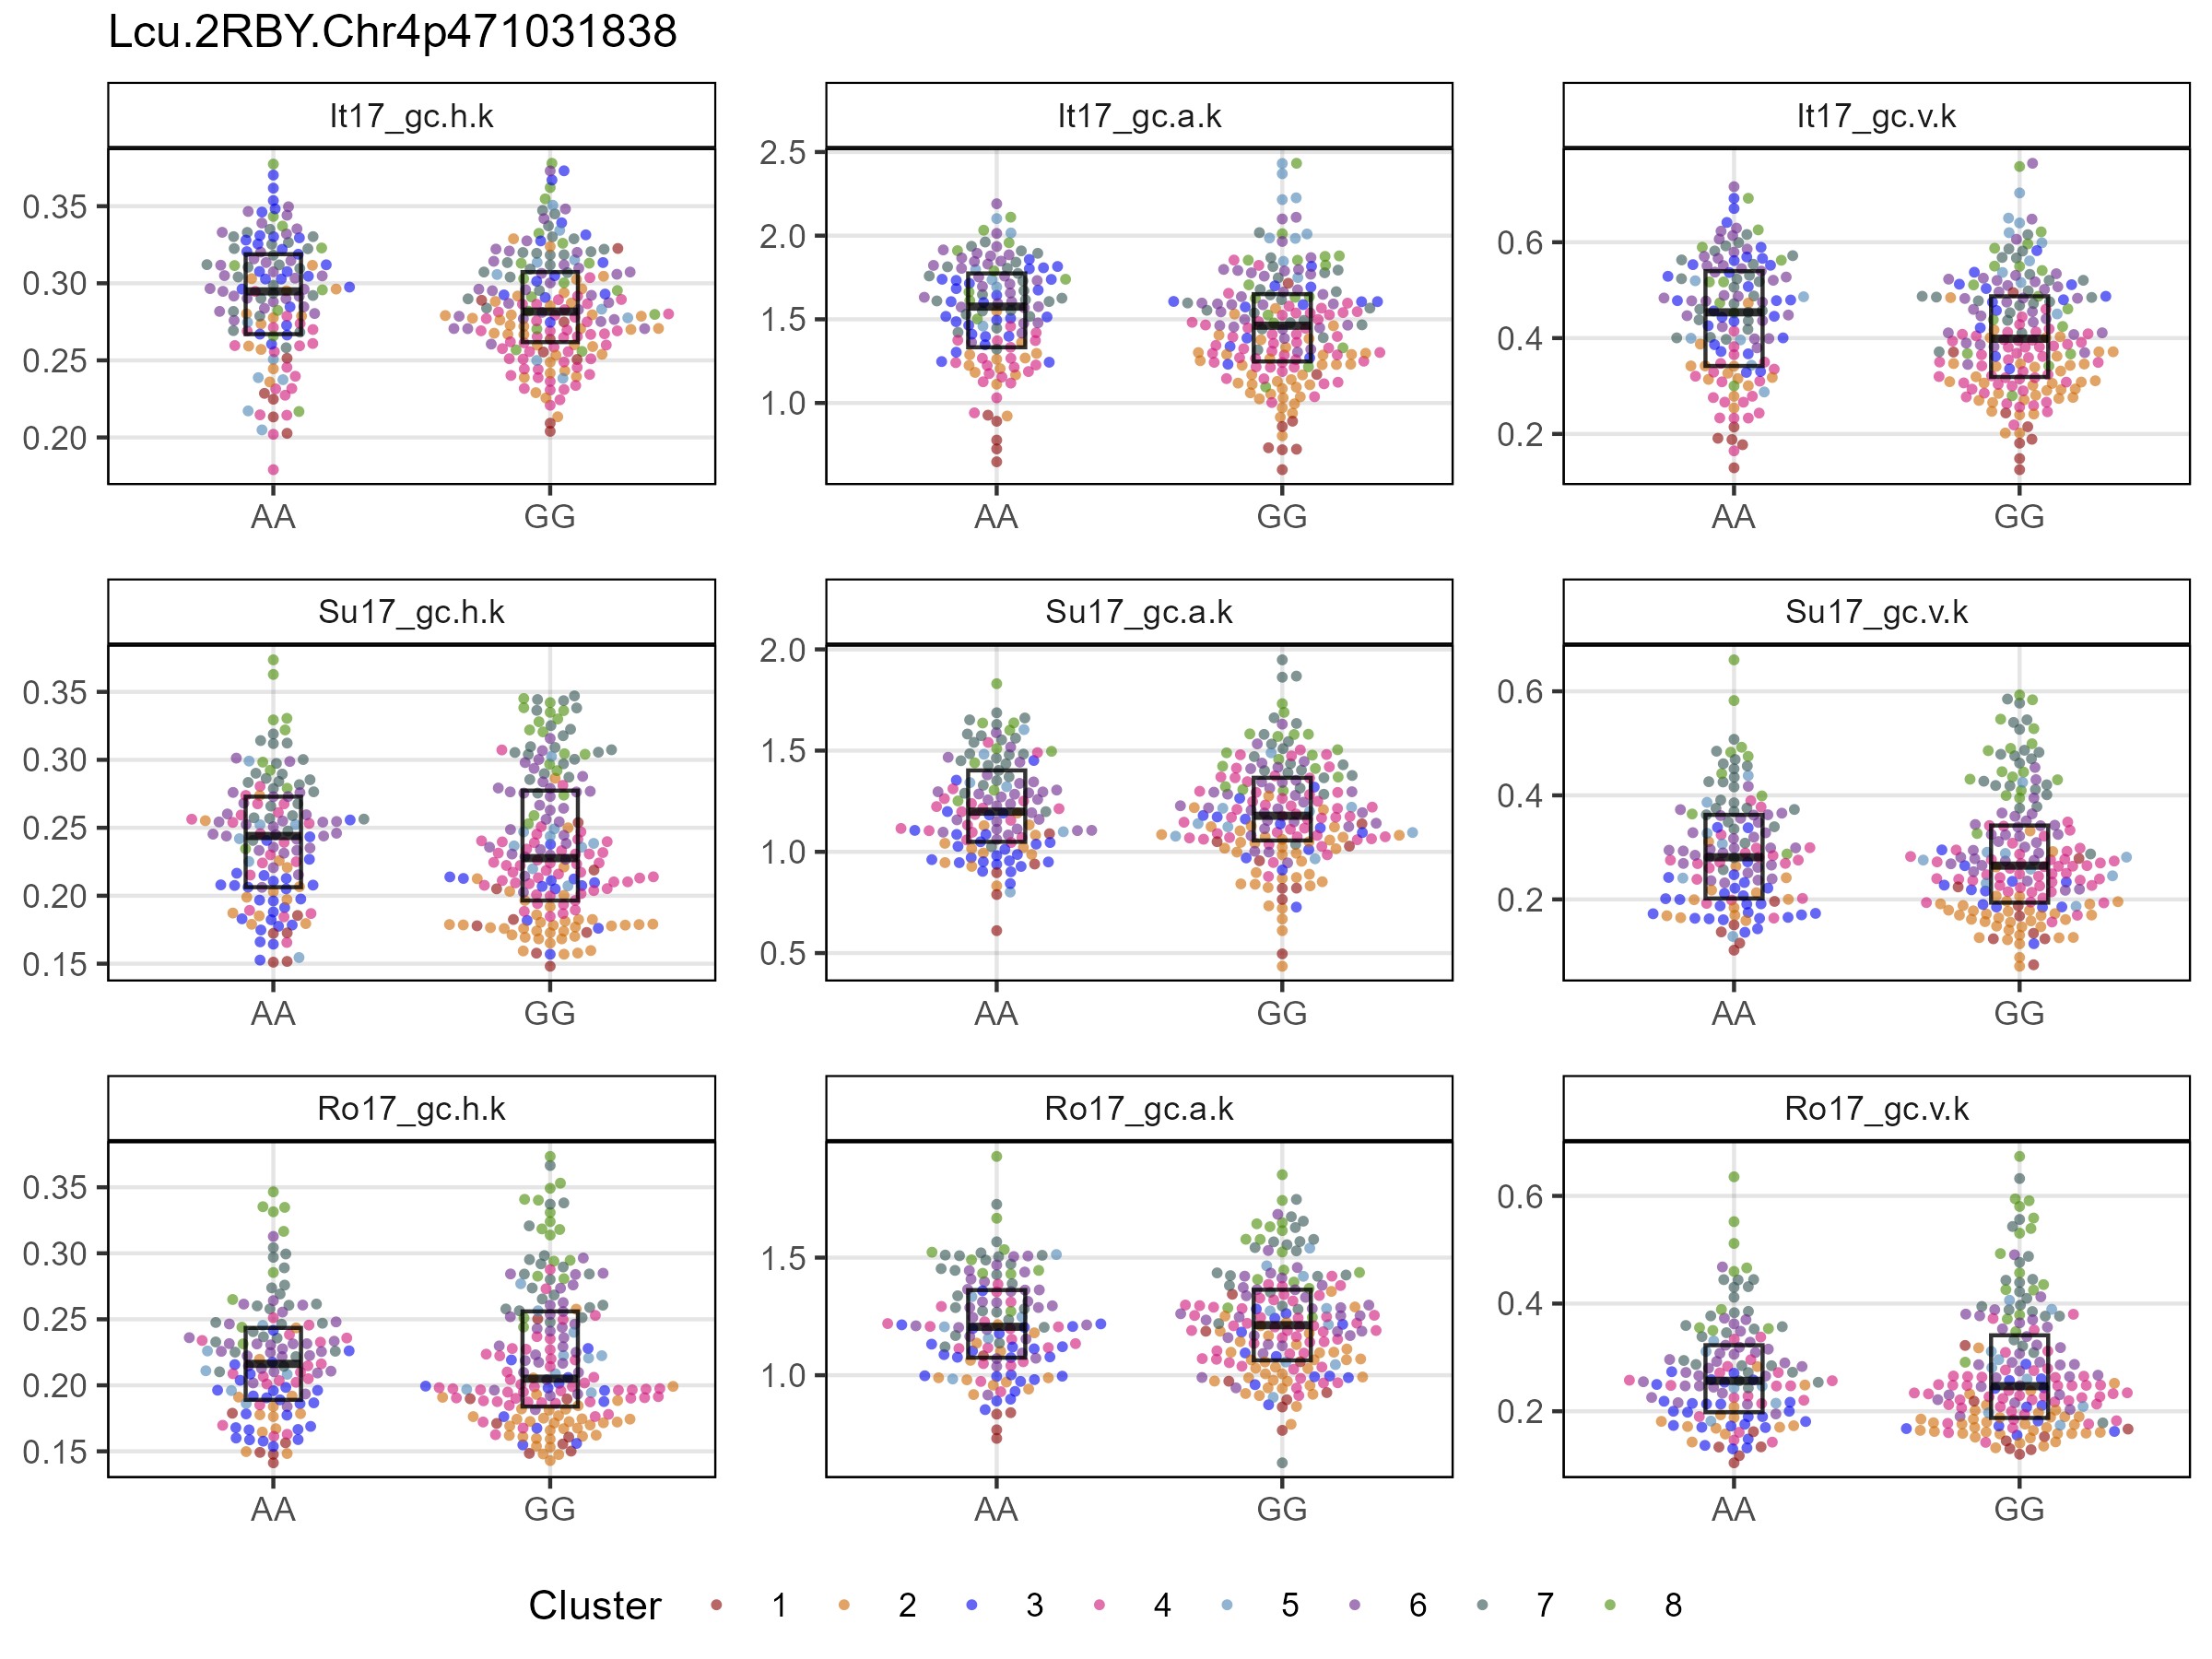 Lcu.2RBY.Chr4p471031838
It17_gc.h.k
It17_gc.a.k
It17_gc.v.k
0.35
0.30
0.25
0.20
AA
GG
2.5
2.0
1.5
1.0
AA
GG
0.6
0.4
0.2
AA
GG
Su17_gc.h.k
Su17_gc.a.k
Su17_gc.v.k
0.35
0.30
0.25
0.20
0.15
AA
GG
2.0
1.5
1.0
0.5
AA
GG
0.6
0.4
0.2
AA
GG
Ro17_gc.h.k
Ro17_gc.a.k
Ro17_gc.v.k
0.35
0.30
0.25
0.20
0.15
AA
GG
1.5
1.0
AA
GG
0.6
0.4
0.2
AA
GG
Cluster 1 2 3 4 5 6 7 8